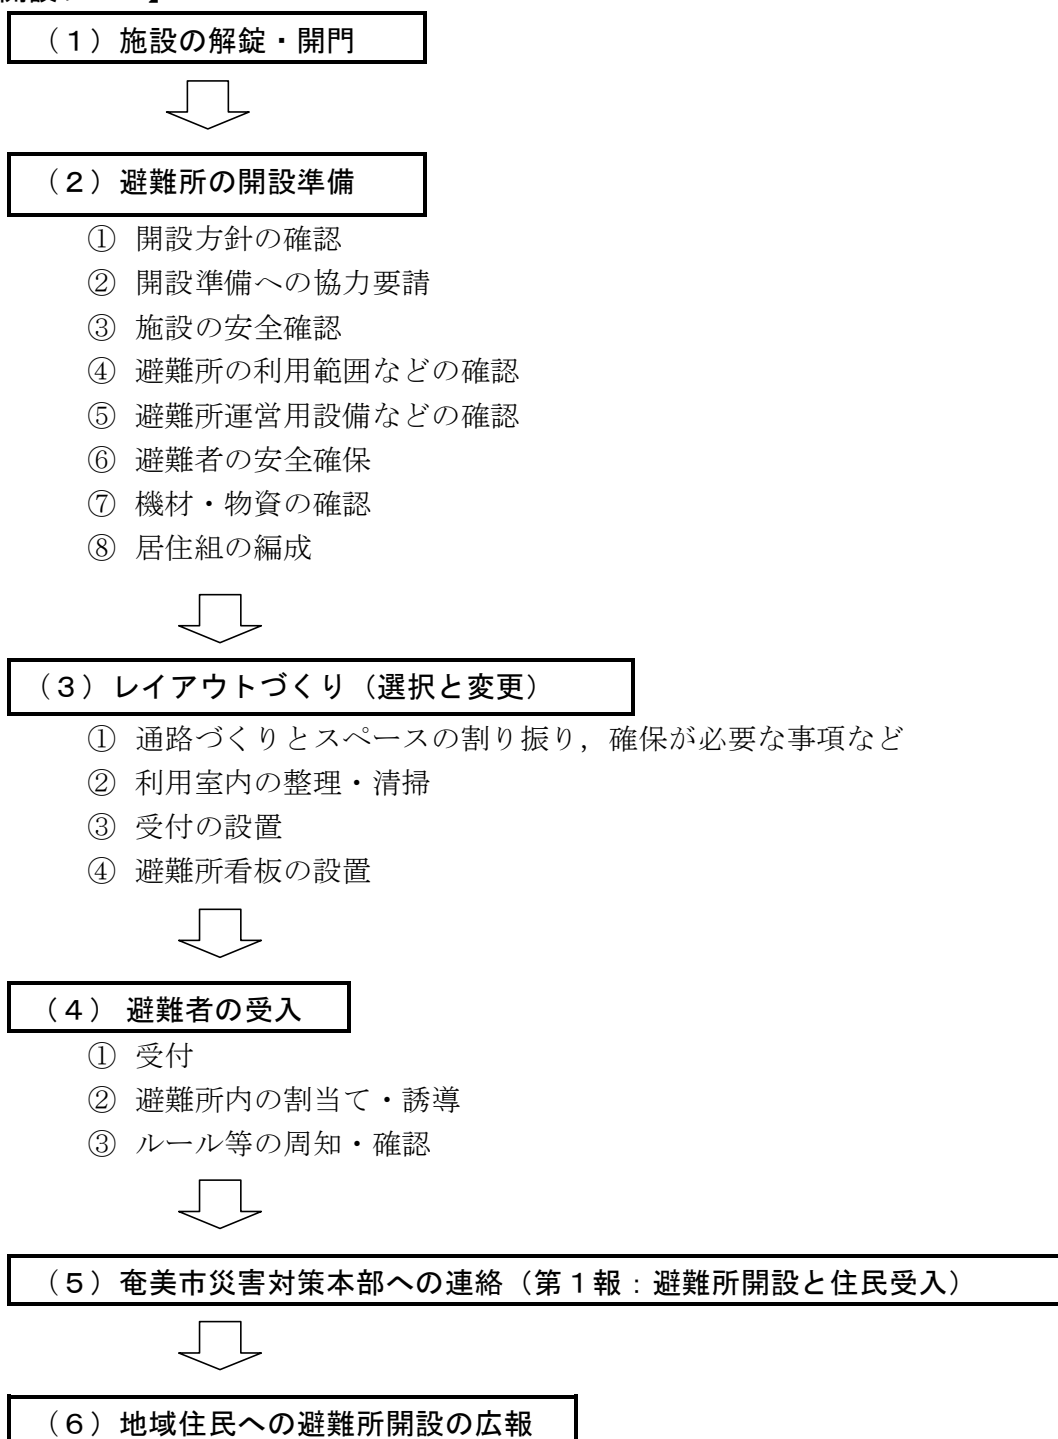 （１）施設の解錠・開門
（２）避難所の開設準備
① 開設方針の確認
② 開設準備への協力要請
③ 施設の安全確認
④ 避難所の利用範囲などの確認
⑤ 避難所運営用設備などの確認
⑥ 避難者の安全確保
⑦ 機材・物資の確認
⑧ 居住組の編成
（３）レイアウトづくり（選択と変更）
① 通路づくりとスペースの割り振り，確保が必要な事項など
② 利用室内の整理・清掃
③ 受付の設置
④ 避難所看板の設置
（４） 避難者の受入
① 受付
② 避難所内の割当て・誘導
③ ルール等の周知・確認
（５）奄美市災害対策本部への連絡（第１報：避難所開設と住民受入）
（６）地域住民への避難所開設の広報